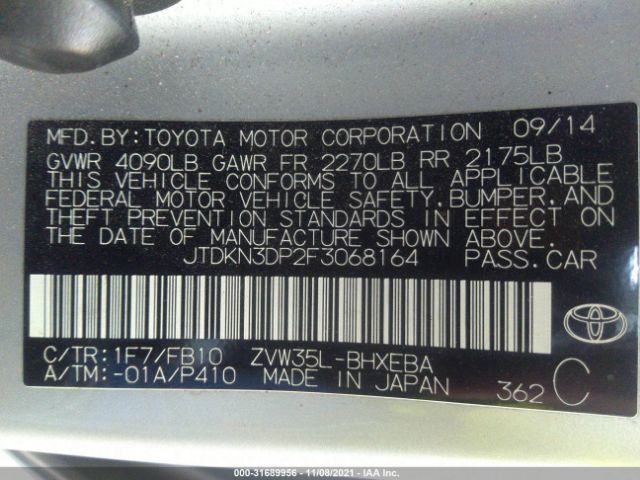 MFD.BY:TOYOTA MOTOR CORPORATION 09/14
GVWR 4090LB GAWR FR 2270LB RR 2175LB
THIS VEHICLE CONFORMS TO ALL APPLICABLE
FEDERAL MOTOR VEHICLE SAFETY,BUMPER,AND
THEFT PREVENTION STANDARDS IN EFFECT ON
THE DATE OF MANUFACTURE SHOWN ABOVE.
JTDKN3DP2F3068164 PASS.CAR
C/TR:1F7/FB10 ZVW35L-BHXEBA
A/TM:-01A/P410 MADE IN JAPAN 362 C
000-31689956 - 11/08/2021 - IAA Inc.